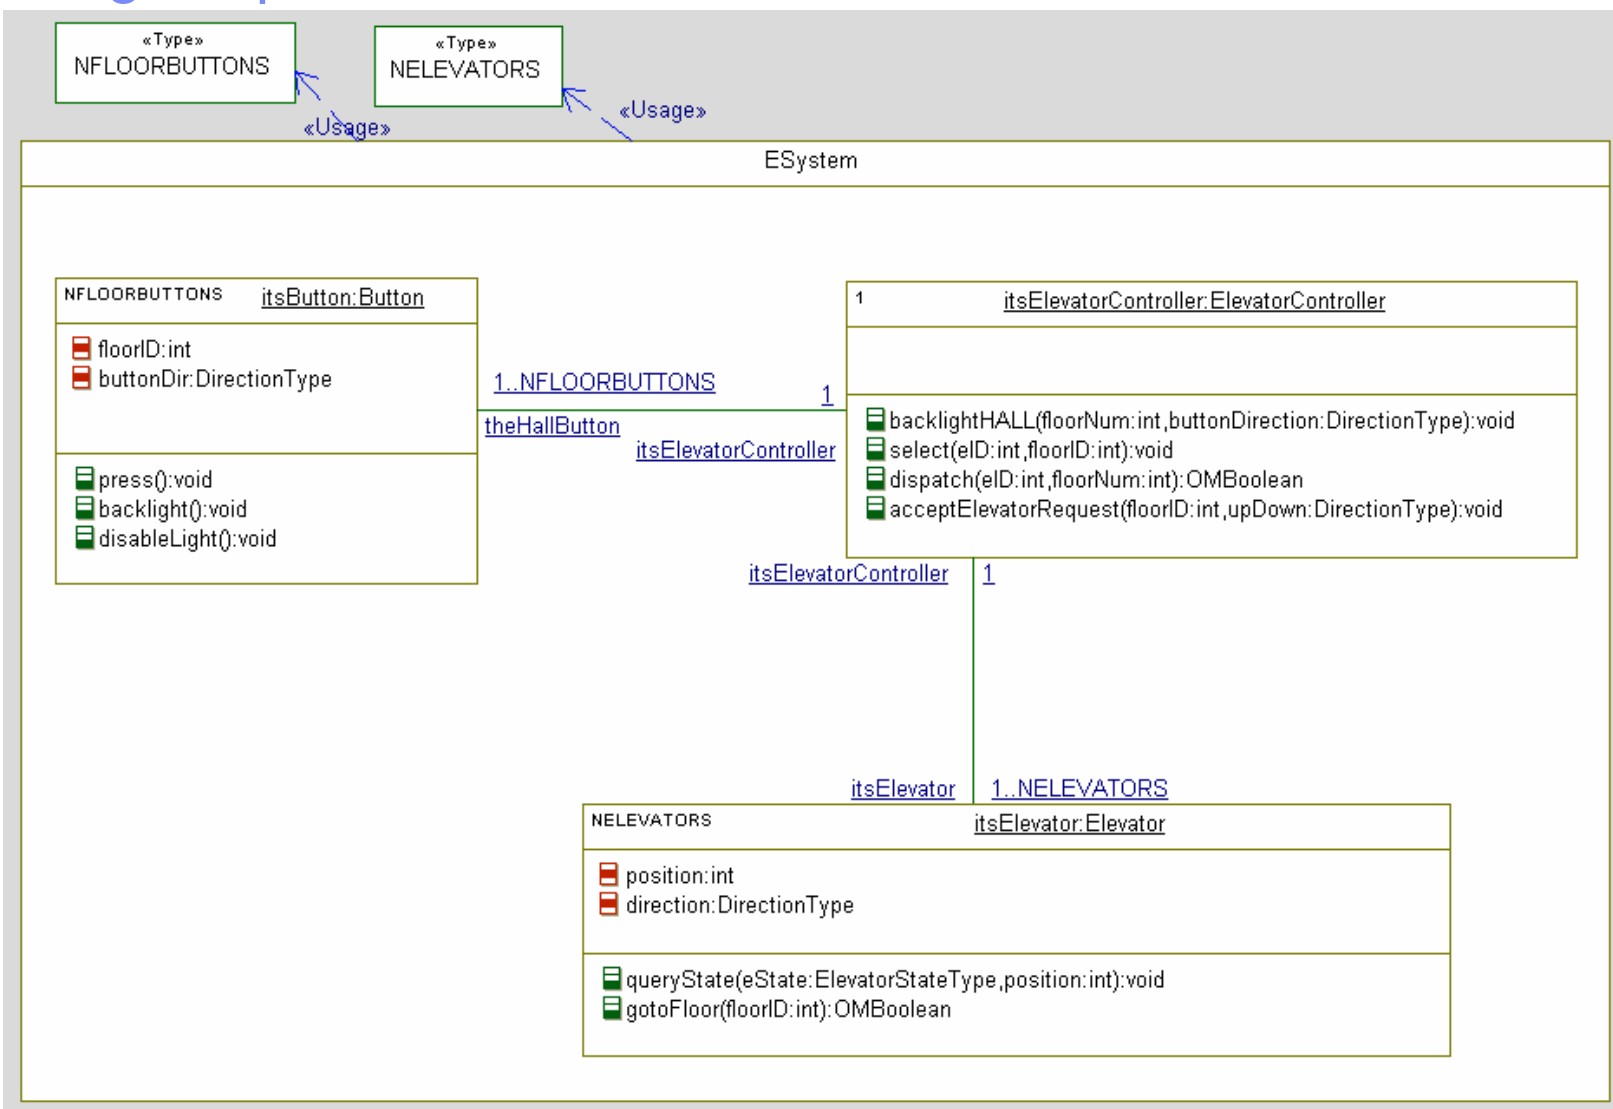 «Type»
NFLOORBUTTONS
«Type»
NELEVATORS
«Usage»
«Usage»
ESystem
NFLOORBUTTONS itsButton:Button
floorID:int
buttonDir:DirectionType
press():void
backlight():void
disableLight():void
1..NFLOORBUTTONS
1
theHallButton
itsElevatorController
1 itsElevatorController:ElevatorController
backlightHALL(floorNum:int,buttonDirection:DirectionType):void
select(eID:int,floorID:int):void
dispatch(eID:int,floorNum:int):OMBoolean
acceptElevatorRequest(floorID:int,upDown:DirectionType):void
itsElevatorController 1
itsElevator 1..NELEVATORS
NELEVATORS itsElevator:Elevator
position:int
direction:DirectionType
queryState(eState:ElevatorStateType,position:int):void
gotoFloor(floorID:int):OMBoolean